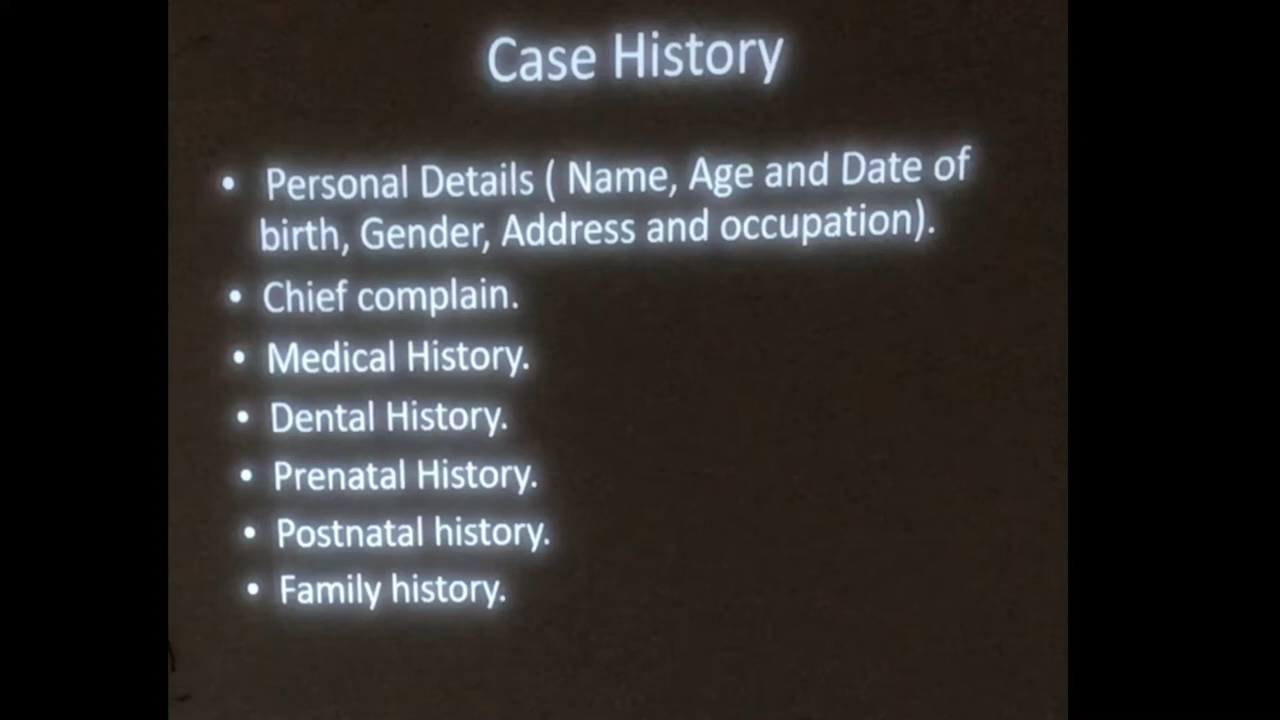 Case History
• Personal Details ( Name, Age and Date of
birth, Gender, Address and occupation).
• Chief complain.
• Medical History.
• Dental History.
• Prenatal History.
• Postnatal history.
• Family history.